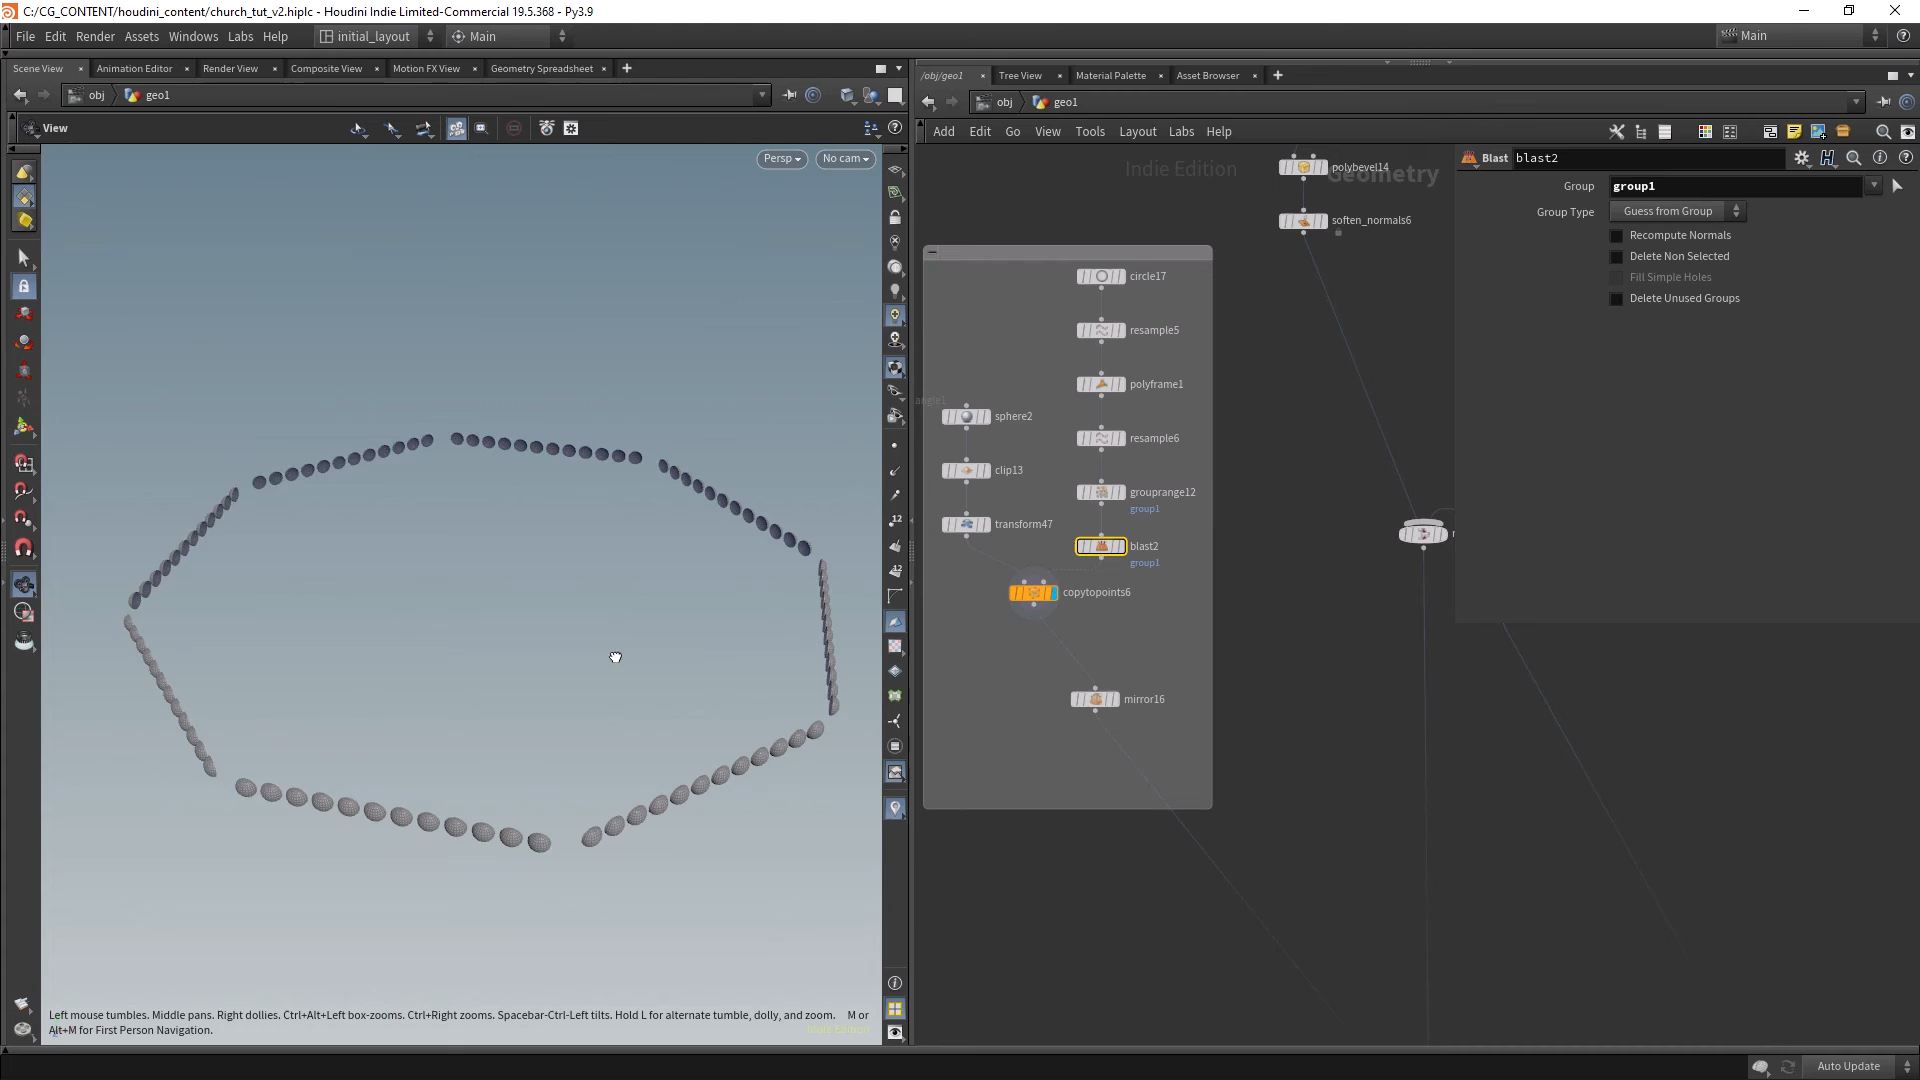 C:/CG_CONTENT/houdini_content/church_tut_v2.hiplc - Houdini Indie Limited-Commercial 19.5.368 - Py3.9
File Edit Render Assets Windows Labs Help initial_layout Main Main
Scene View Animation Editor Render View Composite View Motion FX View Geometry Spreadsheet
/obj/geo1 Tree View Material Palette Asset Browser
obj geo1
obj geo1
View
Add Edit Go View Tools Layout Labs Help
Persp No cam
Indie Edition
Geometry
polybevel14
soften_normals6
circle17
resample5
polyframe1
angle1
sphere2
resample6
clip13
grouprange12
group1
transform47
blast2
group1
copytopoints6
mirror16
Blast blast2
Group group1
Group Type Guess from Group
Recompute Normals
Delete Non Selected
Fill Simple Holes
Delete Unused Groups
12
12
Left mouse tumbles. Middle pans. Right dollies. Ctrl+Alt+Left box-zooms. Ctrl+Right zooms. Spacebar-Ctrl-Left tilts. Hold L for alternate tumble, dolly, and zoom. M or
Alt+M for First Person Navigation.
Indie Edition
Auto Update